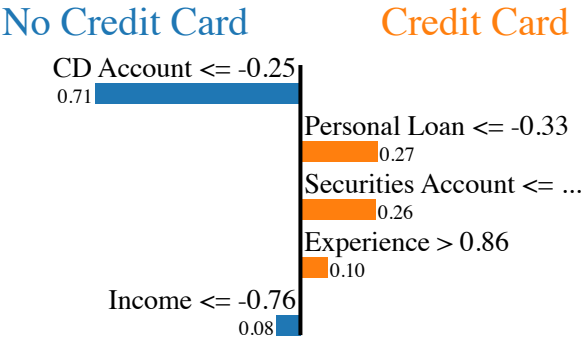 No Credit Card
Credit Card
CD Account <= -0.25
0.71
Personal Loan <= -0.33
0.27
Securities Account <= ...
0.26
Experience > 0.86
0.10
Income <= -0.76
0.08